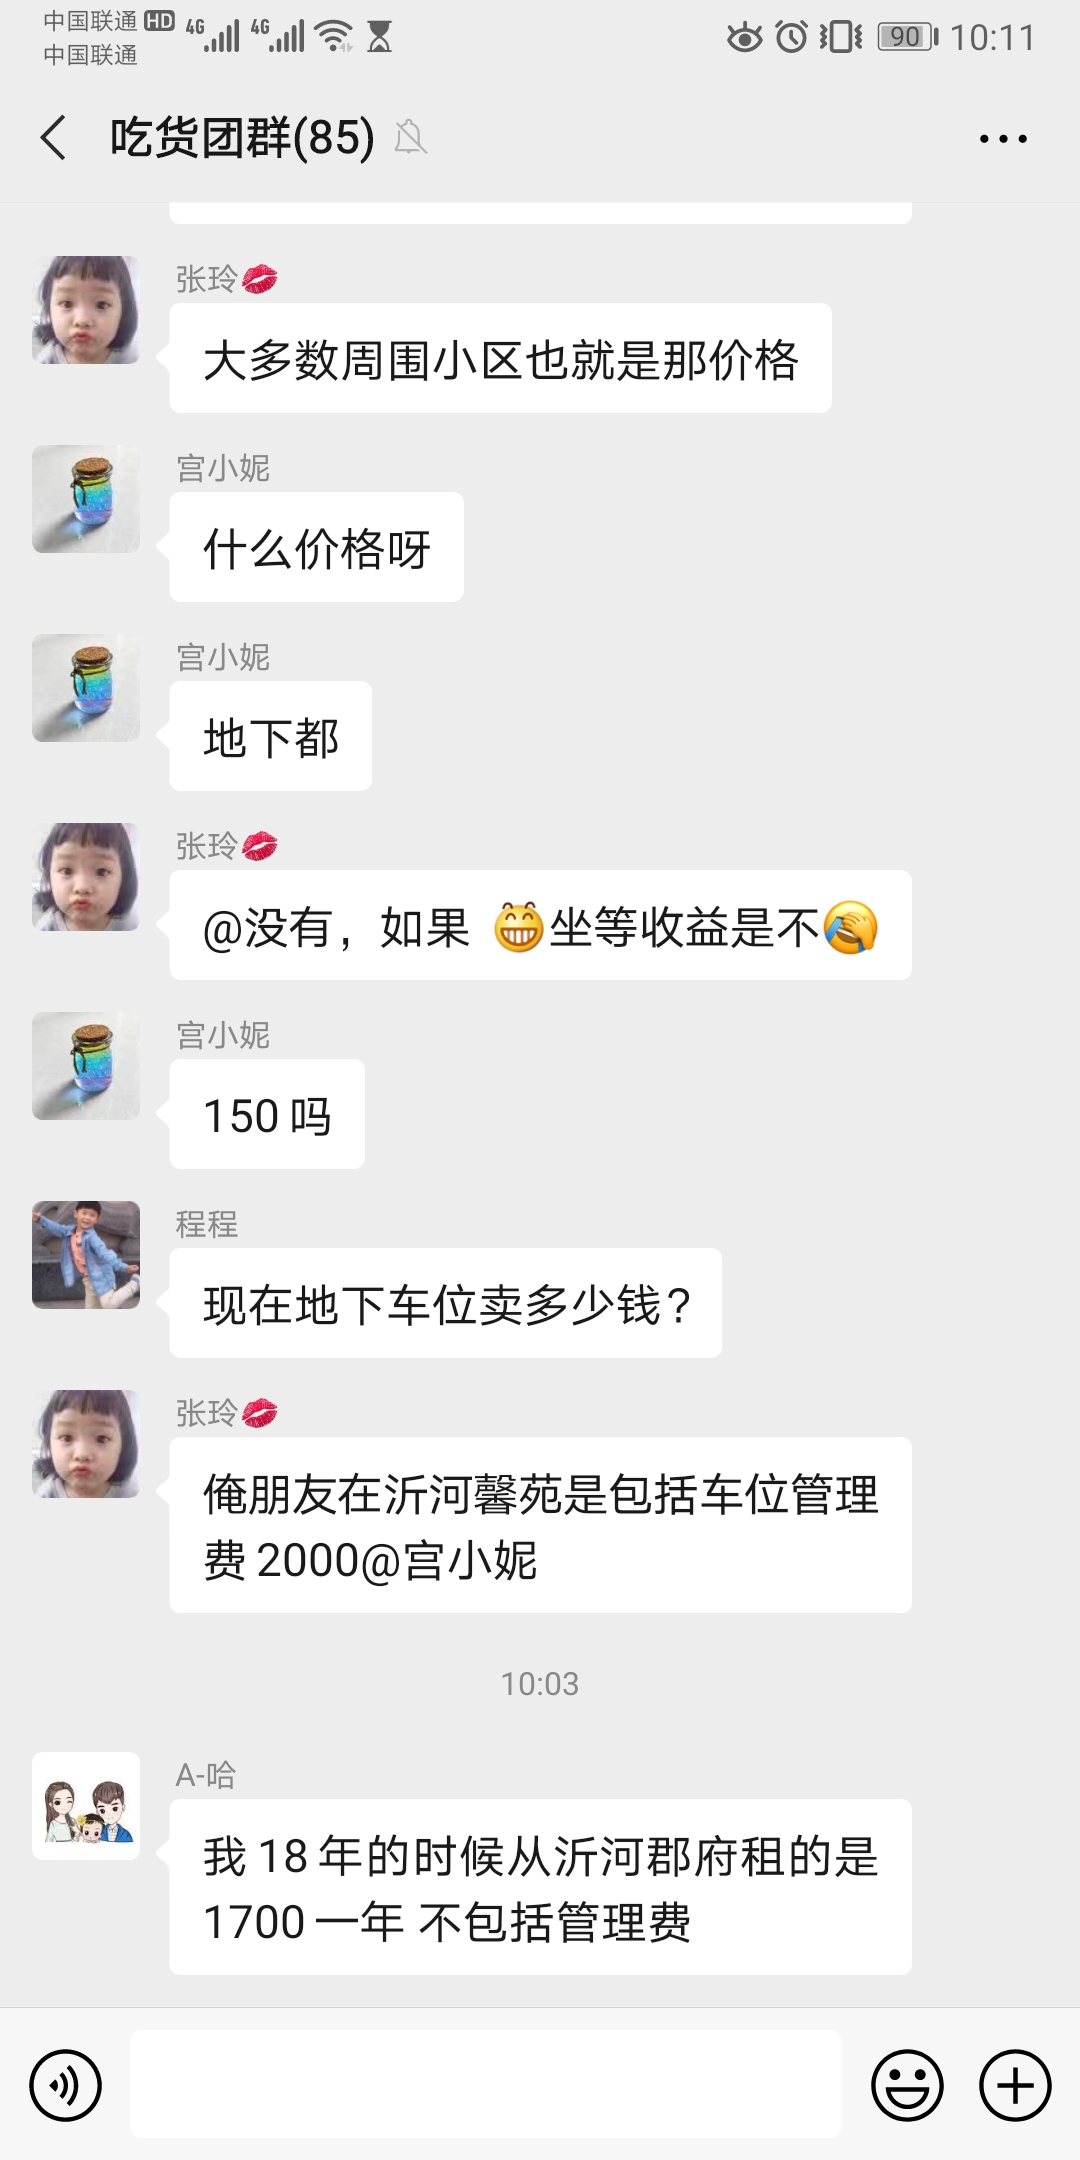 中国联通 HD 4G 4G 90 10:11
中国联通
吃货团群(85)
张玲💋
大多数周围小区也就是那价格
宫小妮
什么价格呀
宫小妮
地下都
张玲💋
@没有，如果 😁坐等收益是不🤦
宫小妮
150 吗
程程
现在地下车位卖多少钱？
张玲💋
俺朋友在沂河馨苑是包括车位管理
费 2000@宫小妮
10:03
A-哈
我 18 年的时候从沂河郡府租的是
1700 一年 不包括管理费